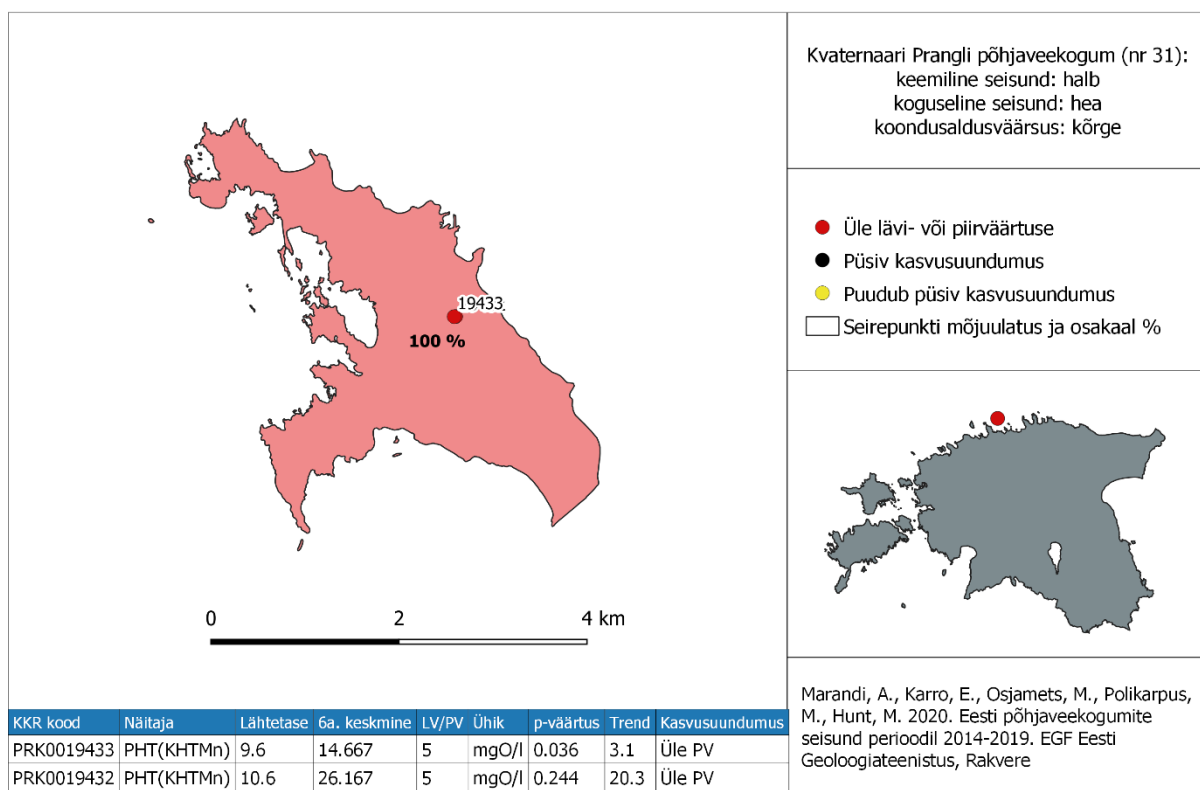 Kvaternaari Prangli põhjaveekogum (nr 31):
keemiline seisund: halb
koguseline seisund: hea
koondusaldusväärsus: kõrge
Üle lävi- või piirväärtuse
Püsiv kasvusuundumus
Puudub püsiv kasvusuundumus
Seirepunkti mõjuulatus ja osakaal %
19433
100 %
0 2 4 km
Marandi, A., Karro, E., Osjamets, M., Polikarpus,
M., Hunt, M. 2020. Eesti põhjaveekogumite
seisund perioodil 2014-2019. EGF Eesti
Geoloogiateenistus, Rakvere
KKR kood Näitaja Lähtetase 6a. keskmine LV/PV Ühik p-väärtus Trend Kasvusuundumus
PRK0019433 PHT(KHTMn) 9.6 14.667 5 mgO/l 0.036 3.1 Üle PV
PRK0019432 PHT(KHTMn) 10.6 26.167 5 mgO/l 0.244 20.3 Üle PV